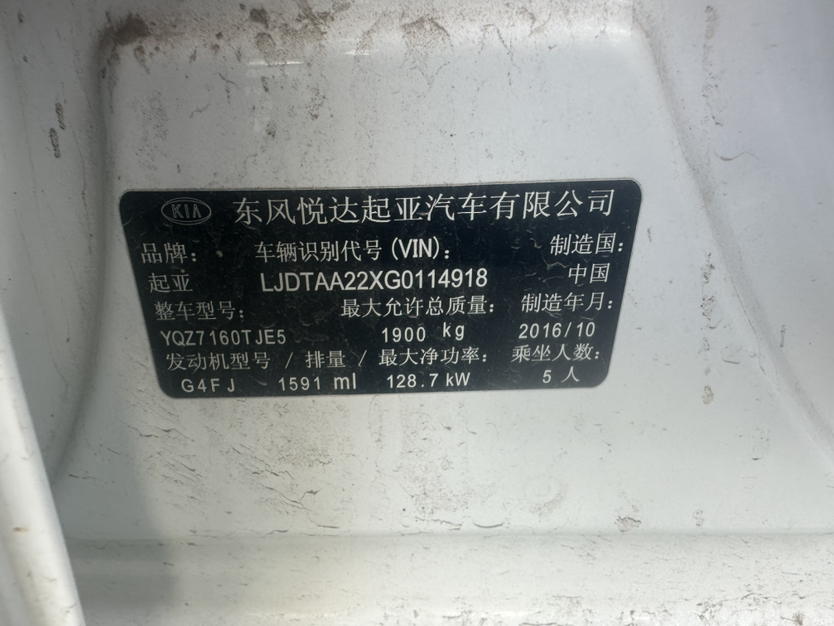 KIA 东风悦达起亚汽车有限公司
品牌: 车辆识别代号(VIN): 制造国:
起亚 LJDTAA22XG0114918 中国
整车型号: 最大允许总质量: 制造年月:
YQZ7160TJE5 1900 kg 2016/10
发动机型号 / 排量 / 最大净功率: 乘坐人数:
G4FJ 1591 ml 128.7 kW 5 人